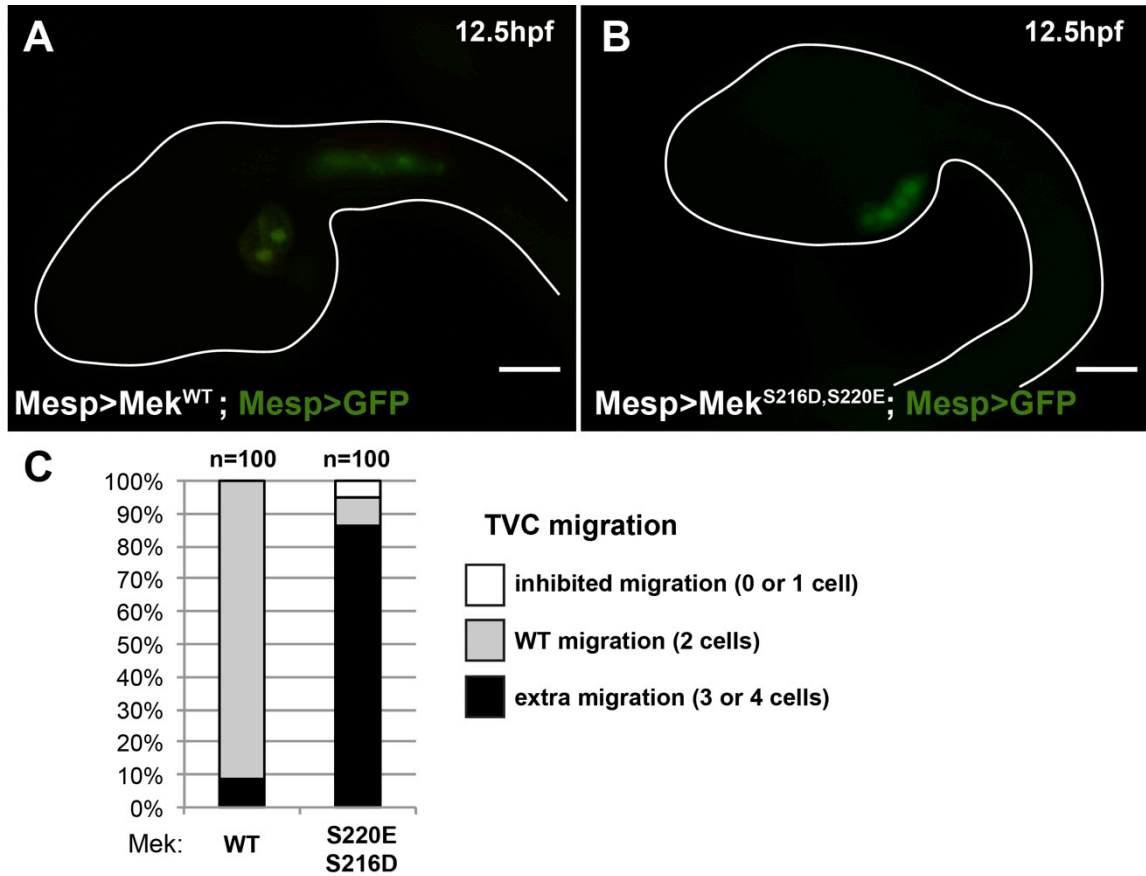 A
12.5hpf
Mesp>Mek^WT; Mesp>GFP
B
12.5hpf
Mesp>Mek^S216D,S220E; Mesp>GFP
C
n=100 n=100
100%
90%
80%
70%
60%
50%
40%
30%
20%
10%
0%
Mek: WT S220E
S216D
TVC migration
inhibited migration (0 or 1 cell)
WT migration (2 cells)
extra migration (3 or 4 cells)